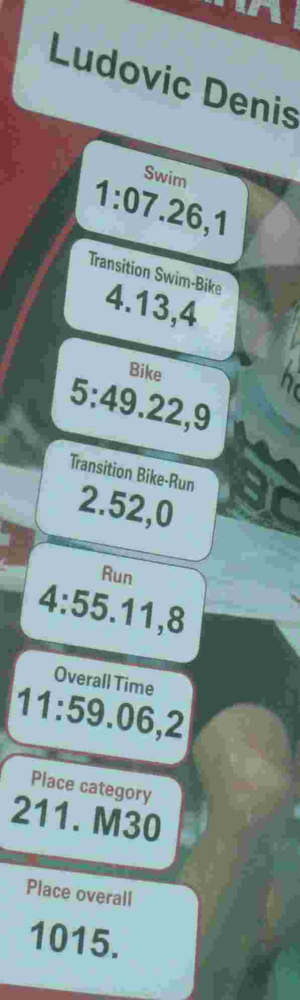 Ludovic Denis
Swim
1:07.26,1
Transition Swim-Bike
4.13,4
Bike
5:49.22,9
Transition Bike-Run
2.52,0
Run
4:55.11,8
Overall Time
11:59.06,2
Place category
211. M30
Place overall
1015.